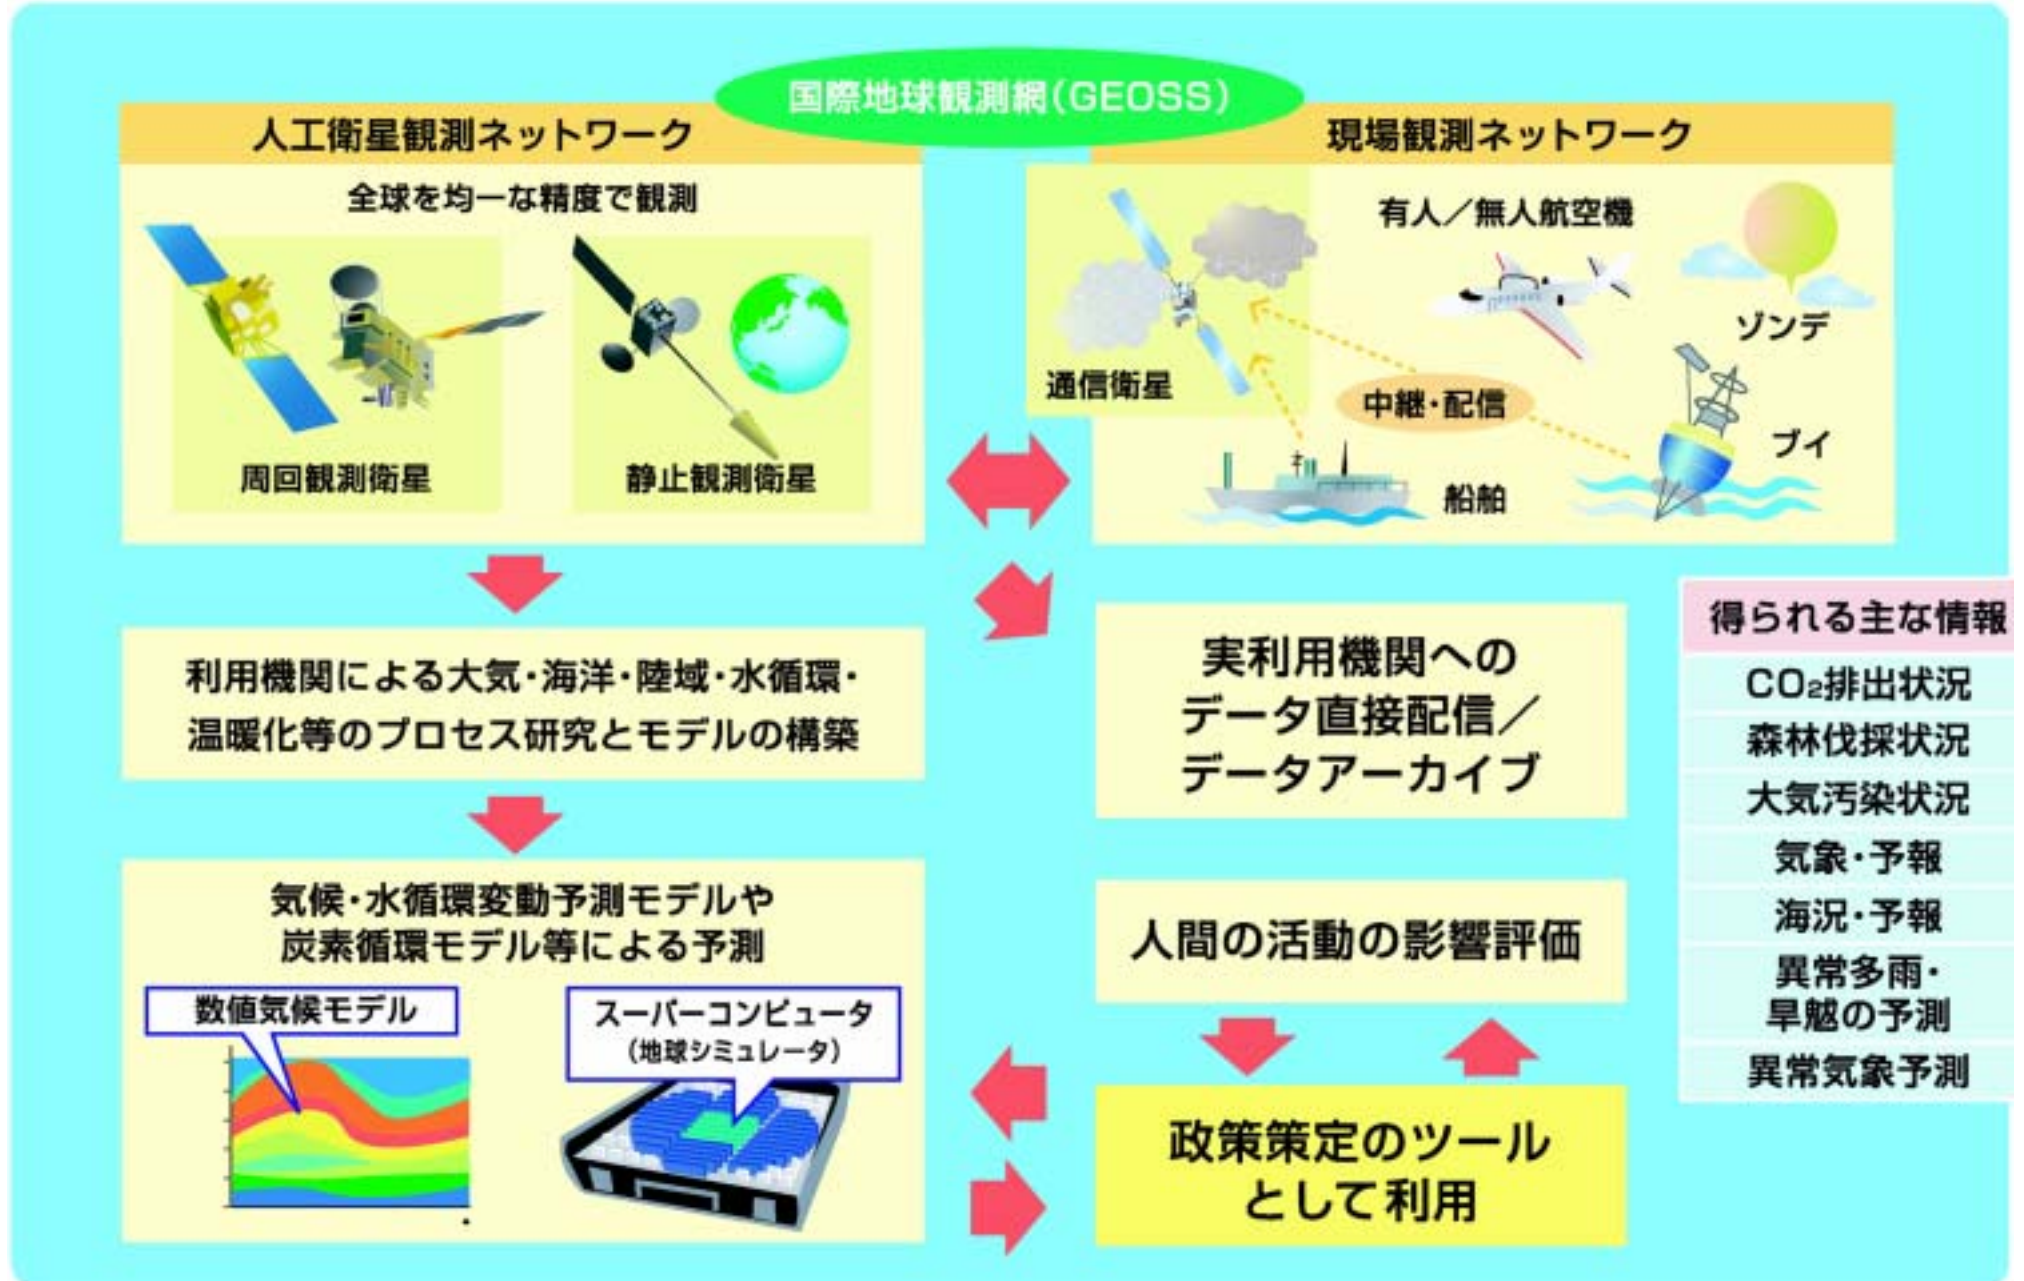 国際地球観測網(GEOSS)
人工衛星観測ネットワーク
全球を均一な精度で観測
周回観測衛星
静止観測衛星
現場観測ネットワーク
有人／無人航空機
ゾンデ
通信衛星
中継・配信
ブイ
船舶
利用機関による大気・海洋・陸域・水循環・
温暖化等のプロセス研究とモデルの構築
実利用機関への
データ直接配信／
データアーカイブ
気候・水循環変動予測モデルや
炭素循環モデル等による予測
数値気候モデル
スーパーコンピュータ
(地球シミュレータ)
人間の活動の影響評価
政策策定のツール
として利用
得られる主な情報
CO₂排出状況
森林伐採状況
大気汚染状況
気象・予報
海況・予報
異常多雨・
旱魃の予測
異常気象予測